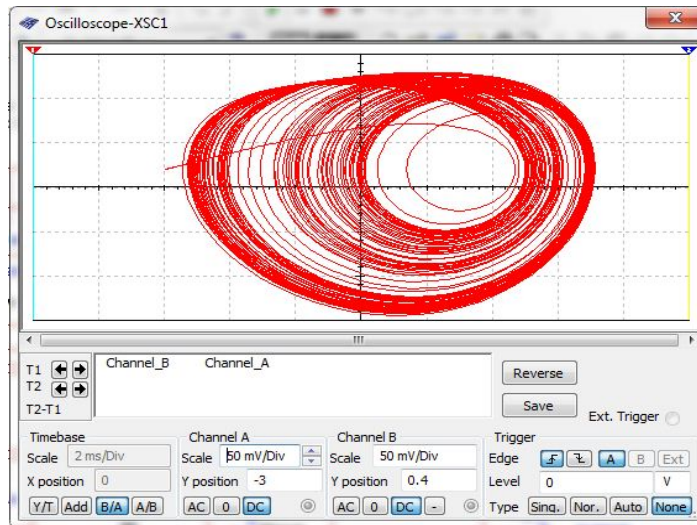 Oscilloscope-XSC1
1 2
T1 Channel_B Channel_A
T2
T2-T1
Reverse
Save
Ext. Trigger
Timebase Channel A Channel B Trigger
Scale 2 ms/Div Scale 50 mV/Div Scale 50 mV/Div Edge A B Ext
X position 0 Y position -3 Y position 0.4 Level 0 V
Y/T Add B/A A/B AC 0 DC AC 0 DC - Type Sing. Nor. Auto None